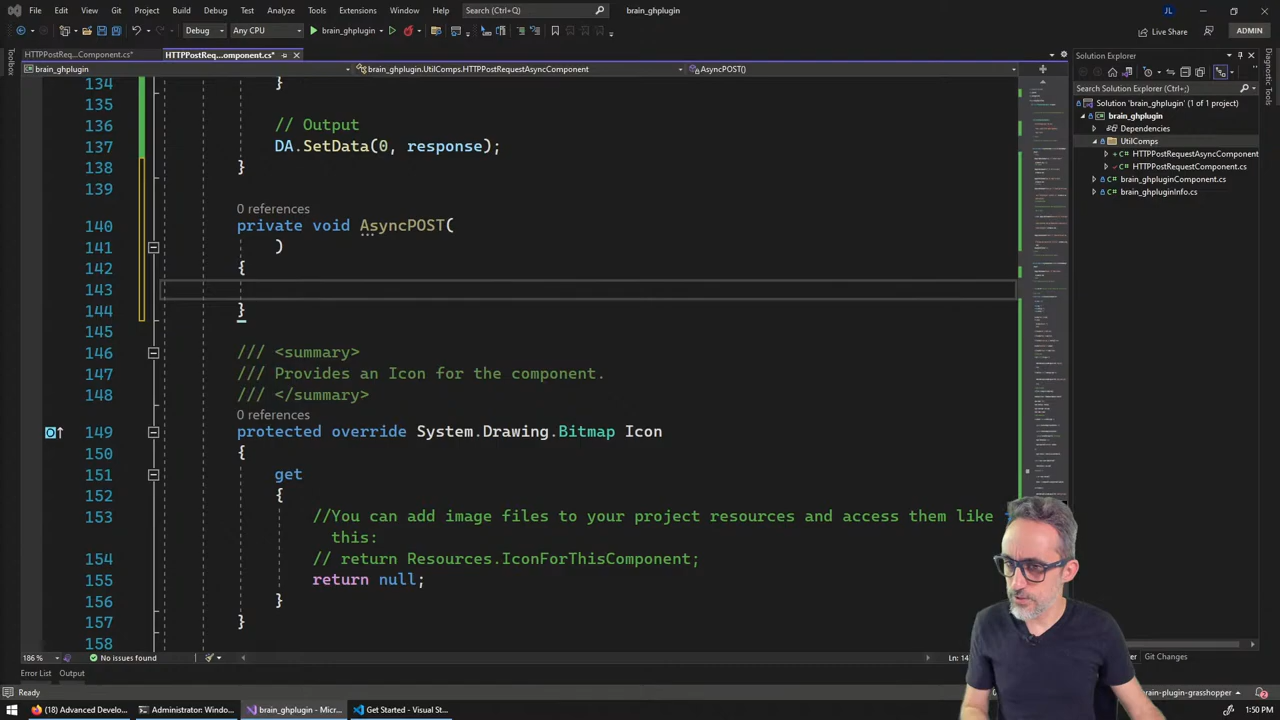 File Edit View Git Project Build Debug Test Analyze Tools Extensions Window Help Search (Ctrl+Q) brain_ghplugin JL
Debug Any CPU brain_ghplugin Live Share ADMIN
Toolbox
HTTPPostReq...Component.cs* HTTPPostReq...omponent.cs*
brain_ghplugin brain_ghplugin.UtilComps.HTTPPostRequestAsyncComponent AsyncPOST()
134 }
135
136 // Out
137 DA.SetData(0, response);
138 }
139
0 references
140 private void AsyncPOST(
141 )
142 {
143
144 }
145
146 /// <summary>
147 /// Provides an Icon for the component.
148 /// </summary>
0 references
149 protected override System.Drawing.Bitmap Icon
150 {
151 get
152 {
153 //You can add image files to your project resources and access them like
this:
154 // return Resources.IconForThisComponent;
155 return null;
156 }
157 }
158
186 % No issues found Ln: 14
Error List Output
Ready
Solution Explorer
Search Solution Explorer (Ctrl+;)
Solution 'brain_ghplugin' (1 of 1 project)
brain_ghplugin
Dependencies
UtilComps
HTTPPostRequestAsyncComponent
HTTPPostRequestComponent.cs
brain_ghpluginComponent.cs
brain_ghpluginInfo.cs
Diagnostic Tools
Git Changes
brain-plugin-grasshopper 2
(18) Advanced Develo... Administrator: Windo... brain_ghplugin - Micr... Get Started - Visual St... 1:50 PM